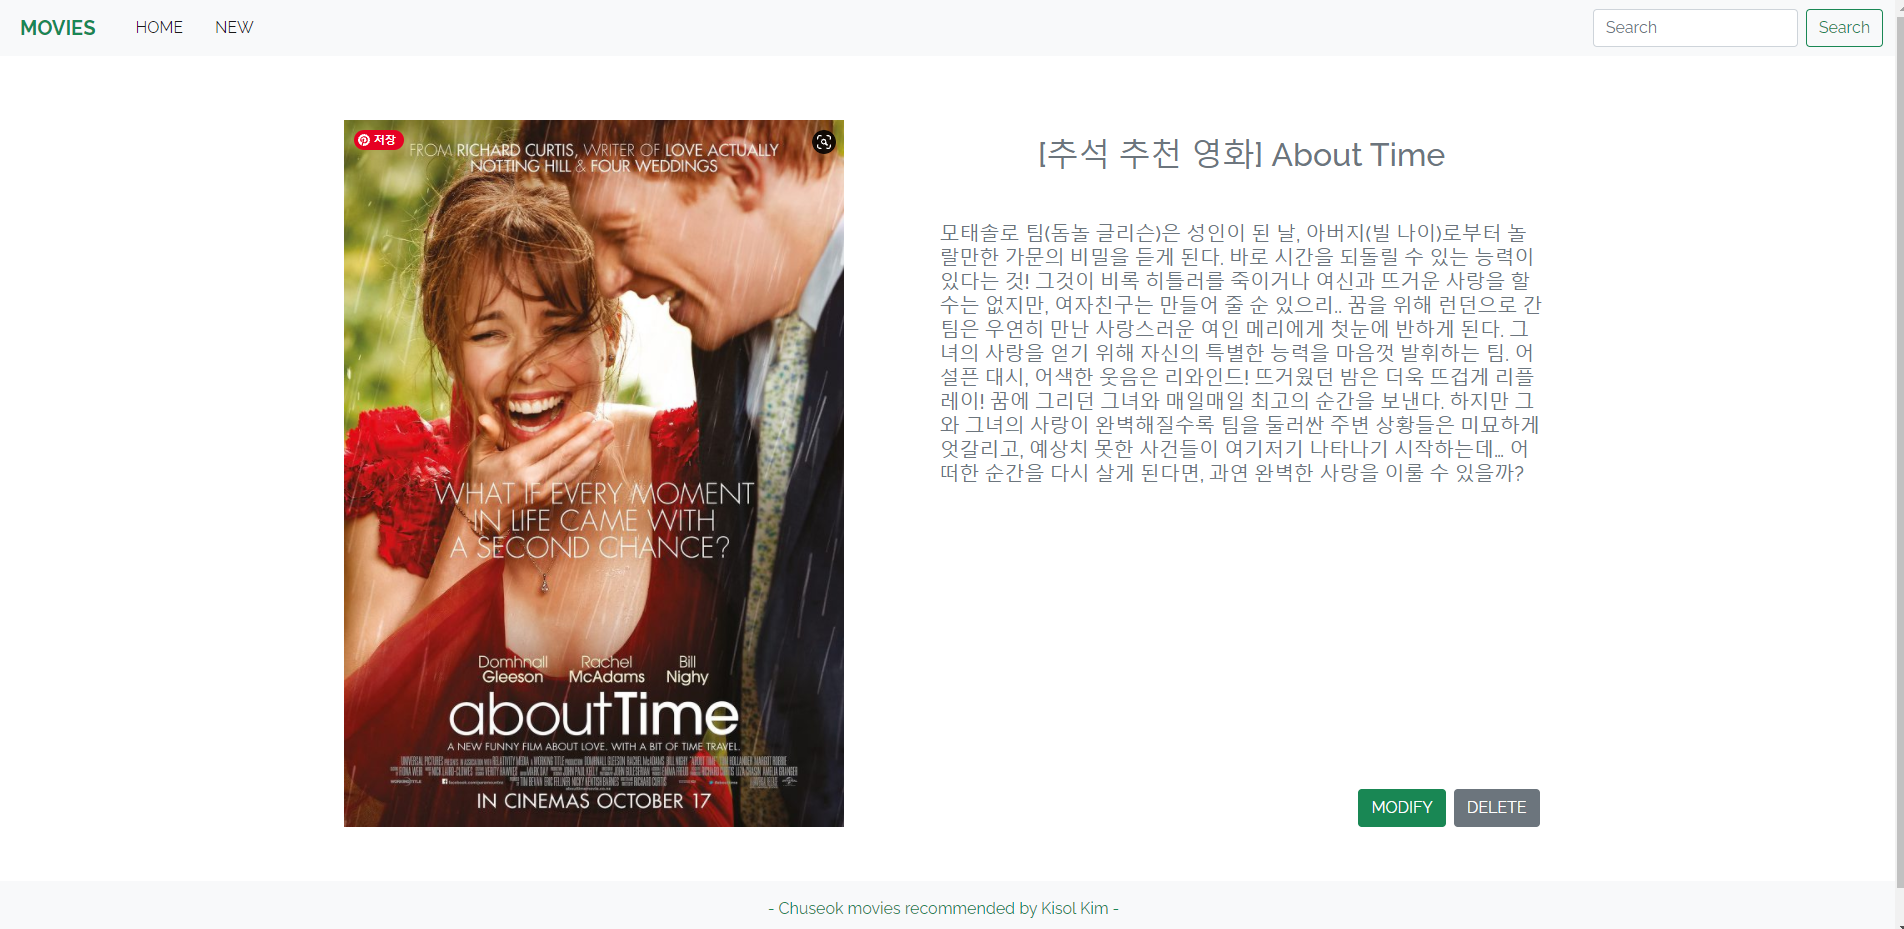 MOVIES HOME NEW Search Search
저장
FROM RICHARD CURTIS, WRITER OF LOVE ACTUALLY
NOTTING HILL & FOUR WEDDINGS
WHAT IF EVERY MOMENT
IN LIFE CAME WITH
A SECOND CHANCE?
Domhnall Rachel Bill
Gleeson McAdams Nighy
aboutTime
A NEW FUNNY FILM ABOUT LOVE. WITH A BIT OF TIME TRAVEL.
IN CINEMAS OCTOBER 17
[추석 추천 영화] About Time
모태솔로 팀(돔놀 글리슨)은 성인이 된 날, 아버지(빌 나이)로부터 놀
랄만한 가문의 비밀을 듣게 된다. 바로 시간을 되돌릴 수 있는 능력이
있다는 것! 그것이 비록 히틀러를 죽이거나 여신과 뜨거운 사랑을 할
수는 없지만, 여자친구는 만들어 줄 순 있으리.. 꿈을 위해 런던으로 간
팀은 우연히 만난 사랑스러운 여인 메리에게 첫눈에 반하게 된다. 그
녀의 사랑을 얻기 위해 자신의 특별한 능력을 마음껏 발휘하는 팀. 어
설픈 대시, 어색한 웃음은 리와인드! 뜨거웠던 밤은 더욱 뜨겁게 리플
레이! 꿈에 그리던 그녀와 매일매일 최고의 순간을 보낸다. 하지만 그
와 그녀의 사랑이 완벽해질수록 팀을 둘러싼 주변 상황들은 미묘하게
엇갈리고, 예상치 못한 사건들이 여기저기 나타나기 시작하는데… 어
떠한 순간을 다시 살게 된다면, 과연 완벽한 사랑을 이룰 수 있을까?
MODIFY DELETE
- Chuseok movies recommended by Kisol Kim -